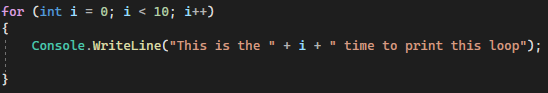 for (int i = 0; i < 10; i++)
{
    Console.WriteLine("This is the " + i + " time to print this loop");
}